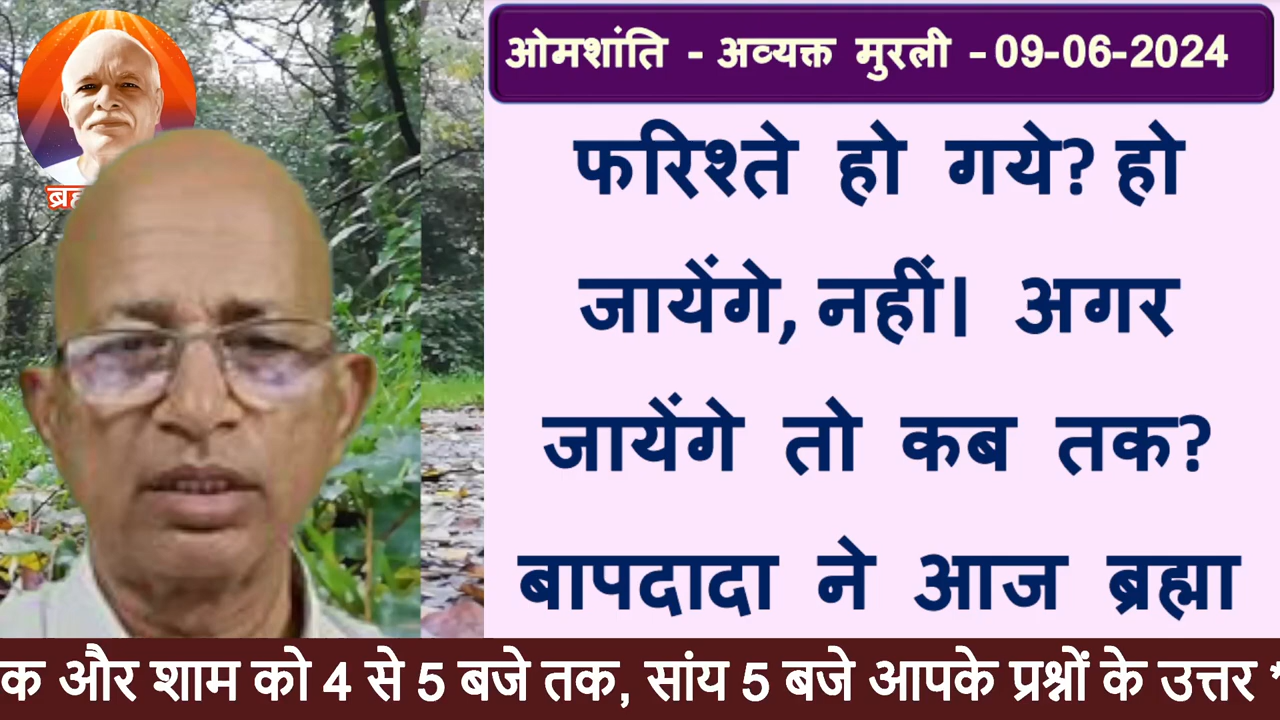 ओमशांति - अव्यक्त मुरली - 09-06-2024
फरिश्ते हो गये? हो
जायेंगे, नहीं। अगर
जायेंगे तो कब तक?
बापदादा ने आज ब्रह्मा
क और शाम को 4 से 5 बजे तक, सांय 5 बजे आपके प्रश्नों के उत्तर *